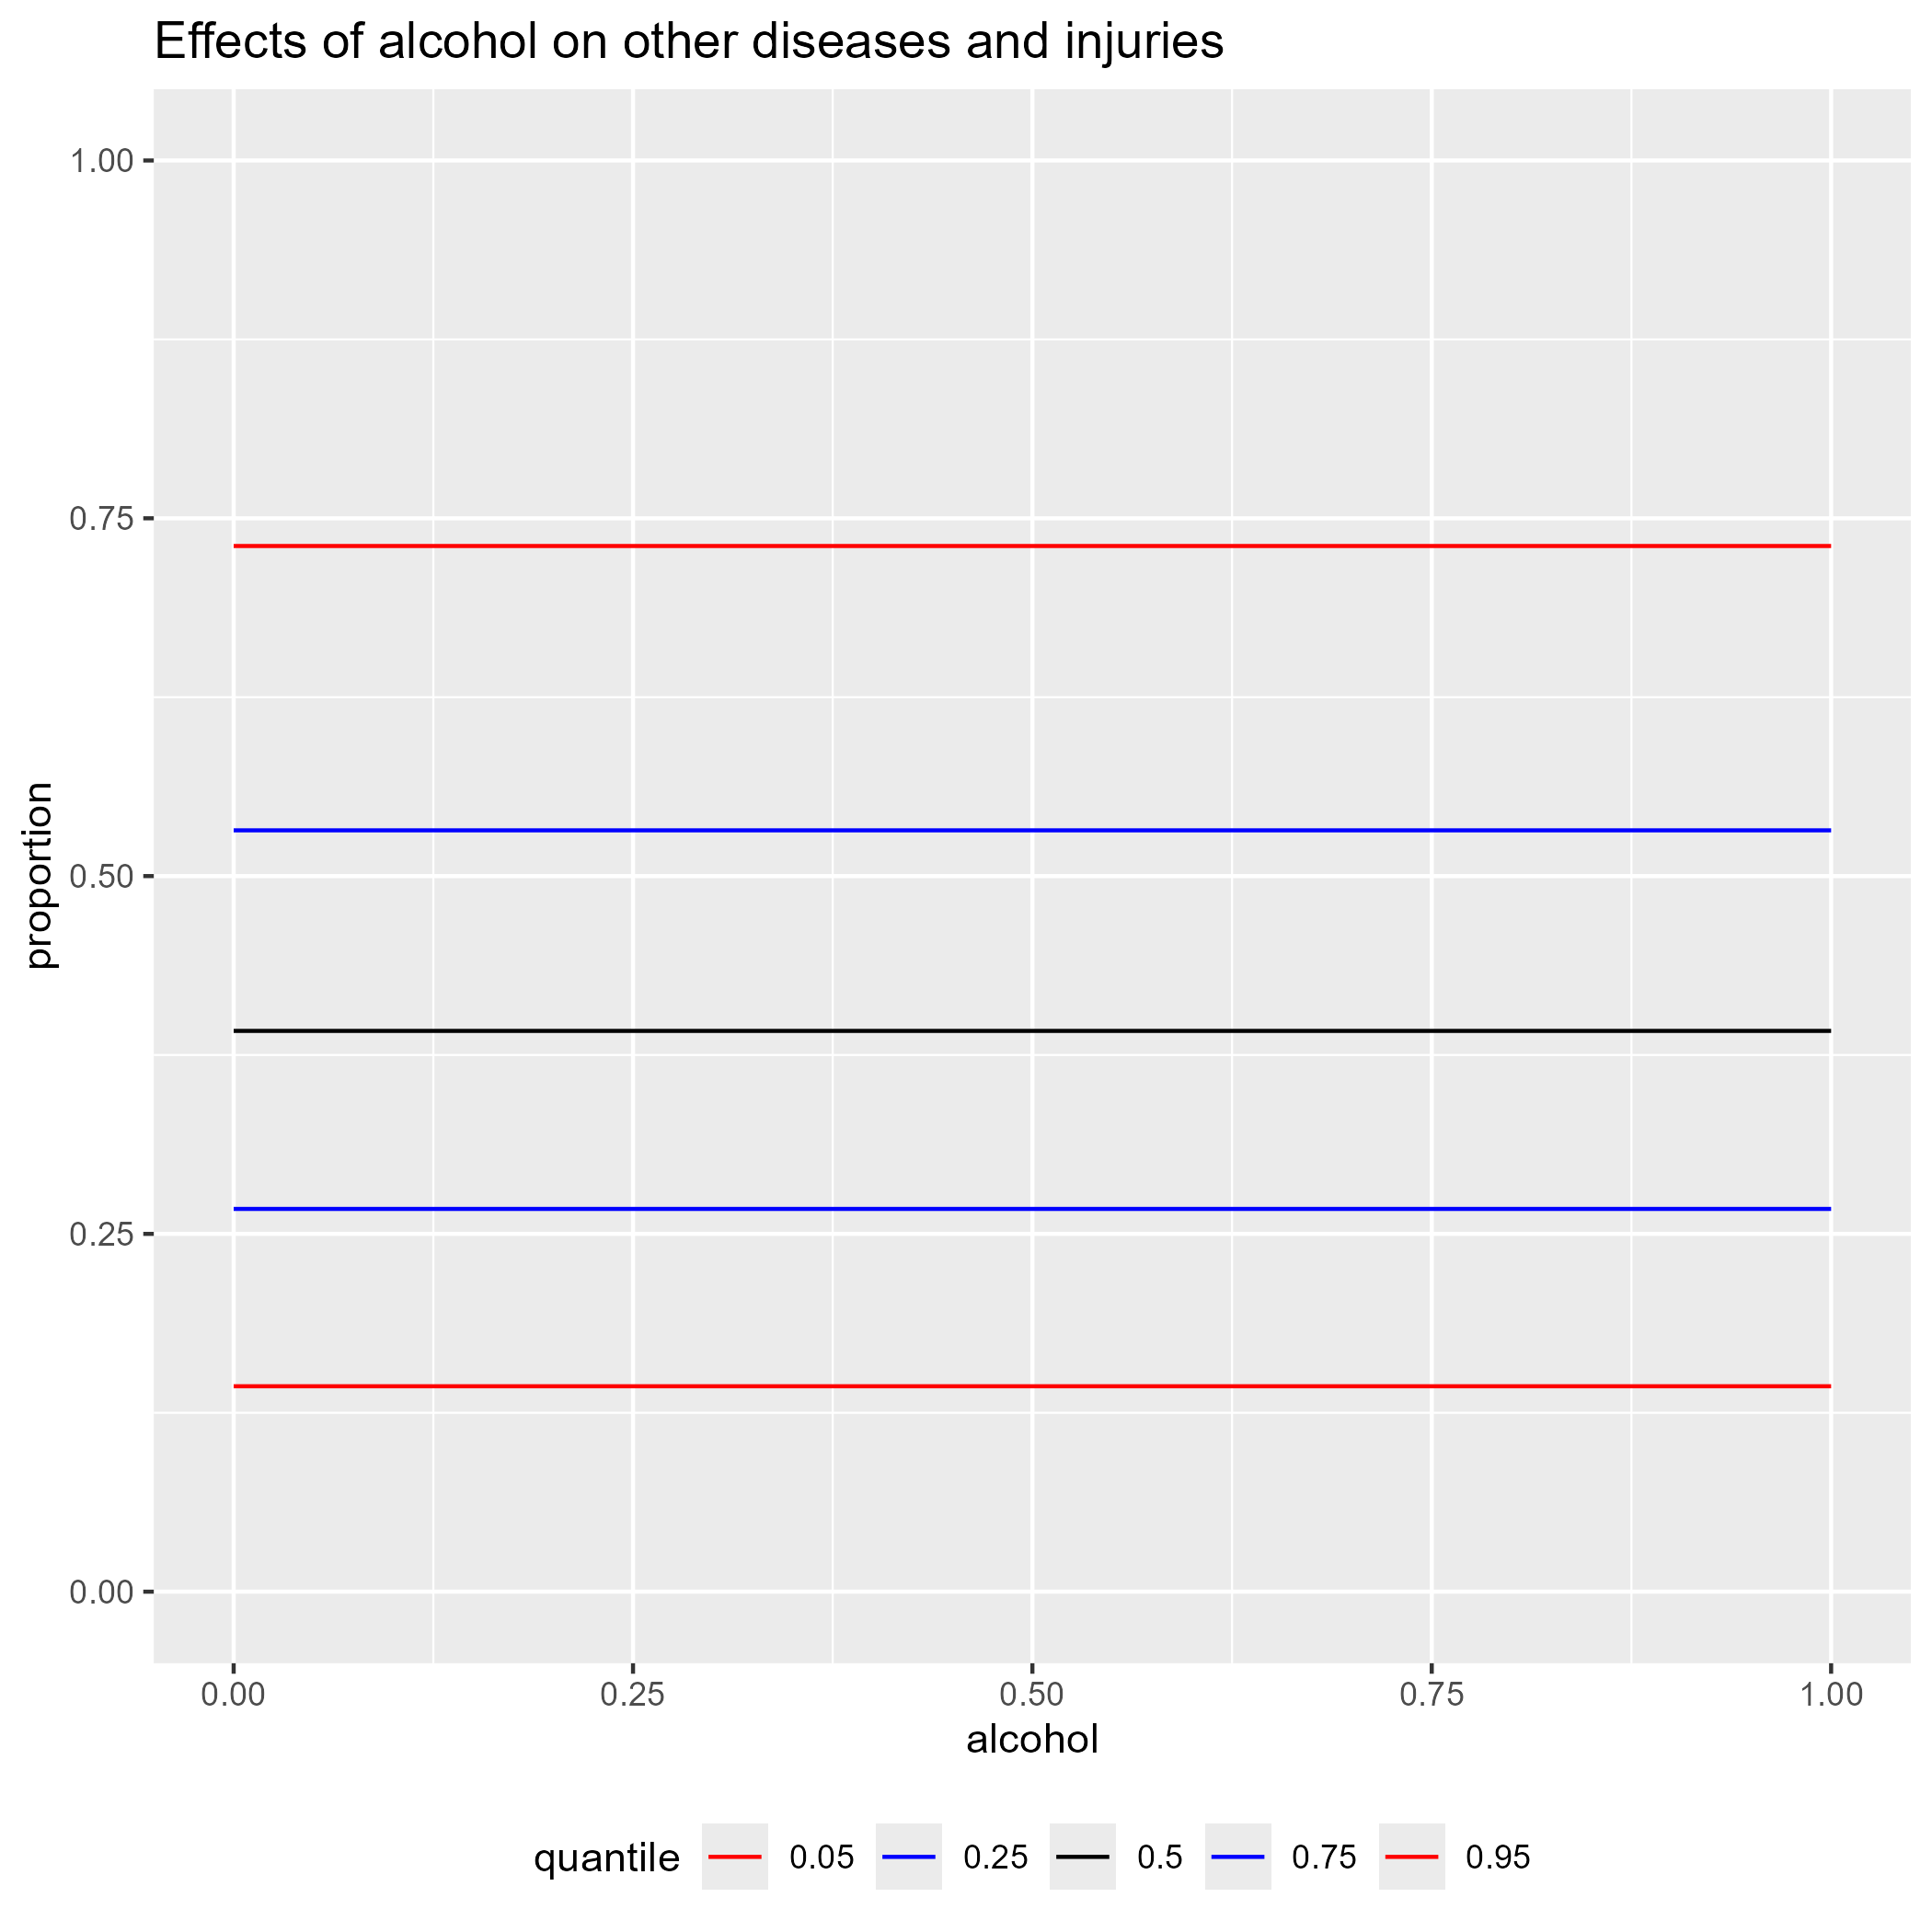 Effects of alcohol on other diseases and injuries
1.00
0.75
0.50
0.25
0.00
proportion
0.00 0.25 0.50 0.75 1.00
alcohol
quantile 0.05 0.25 0.5 0.75 0.95